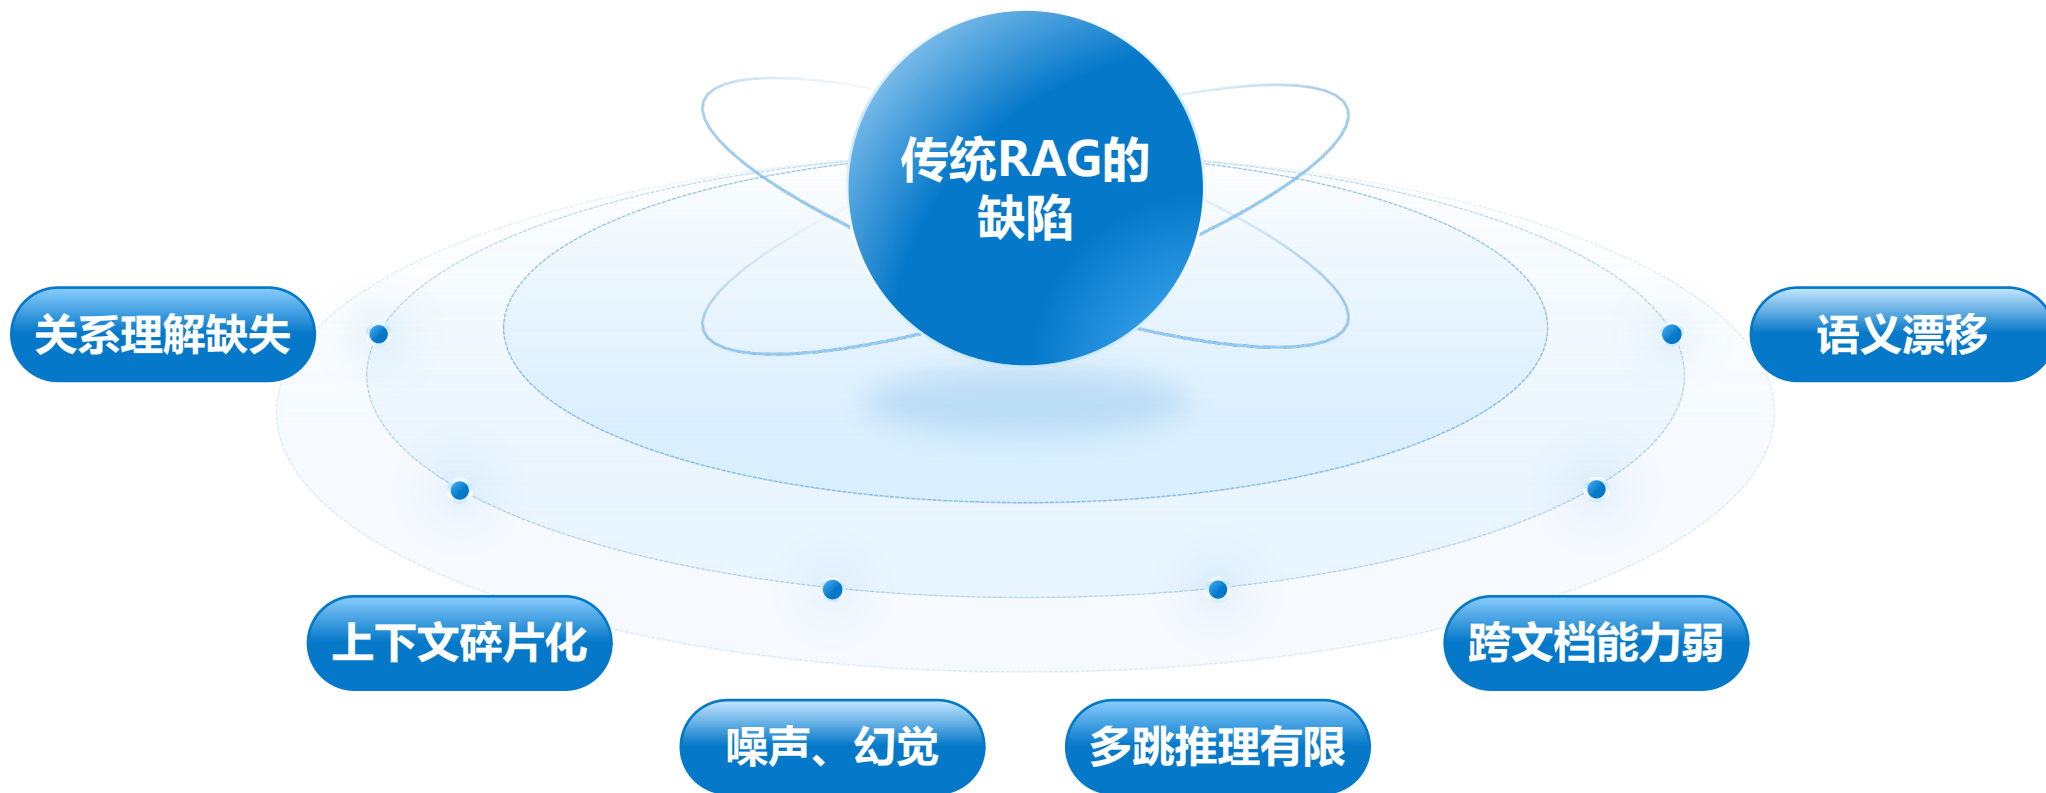 传统RAG的
缺陷
关系理解缺失
语义漂移
上下文碎片化
跨文档能力弱
噪声、幻觉
多跳推理有限